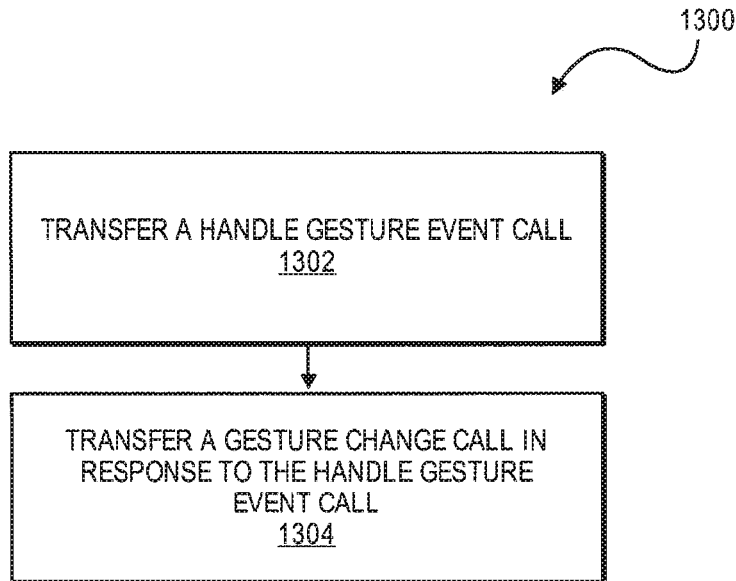 1300
TRANSFER A HANDLE GESTURE EVENT CALL
1302
TRANSFER A GESTURE CHANGE CALL IN
RESPONSE TO THE HANDLE GESTURE
EVENT CALL
1304